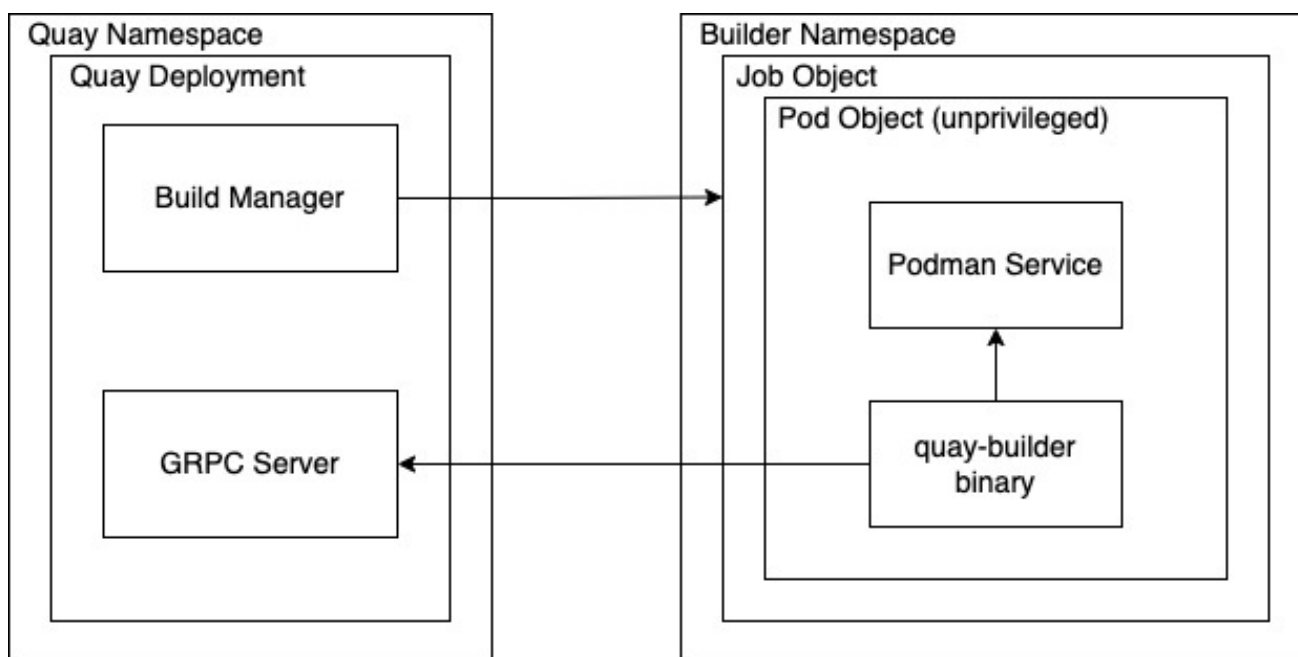 Quay Namespace
Quay Deployment
Build Manager
GRPC Server
Builder Namespace
Job Object
Pod Object (unprivileged)
Podman Service
quay-builder
binary